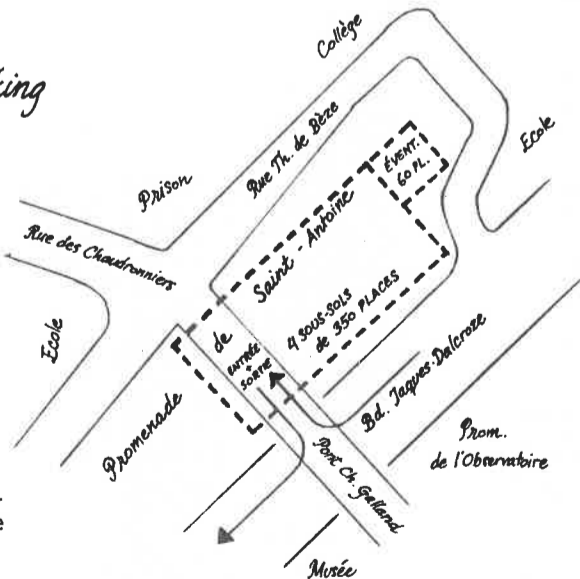 Collège
Ecole
ÉVENT.
60 PL.
Rue Th. de Bèze
Prison
Rue des Chaudronniers
Promenade de Saint-Antoine
4 SOUS-SOLS
de 350 PLACES
ENTRÉE
+
SORTIE
Ecole
Bd. Jaques-Dalcroze
Prom.
de l'Observatoire
Pont Ch. Galland
Musée